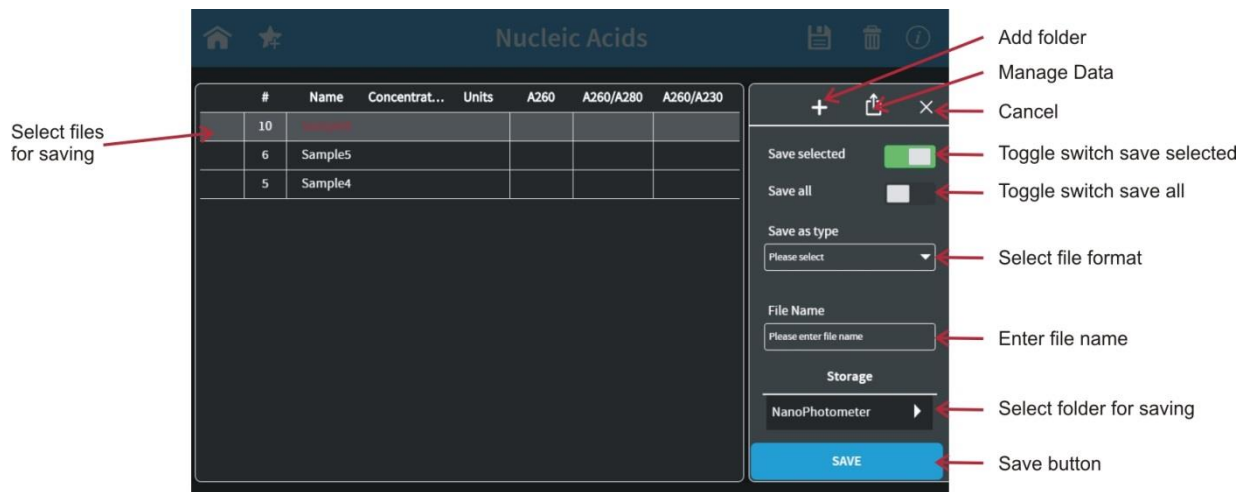 Nucleic Acids
Add folder
Manage Data
Cancel
# Name Concentrat... Units A260 A260/A280 A260/A230
Select files
for saving
10
6 Sample5
5 Sample4
Save selected
Toggle switch save selected
Save all
Toggle switch save all
Save as type
Please select
Select file format
File Name
Please enter file name
Enter file name
Storage
NanoPhotometer
Select folder for saving
SAVE
Save button